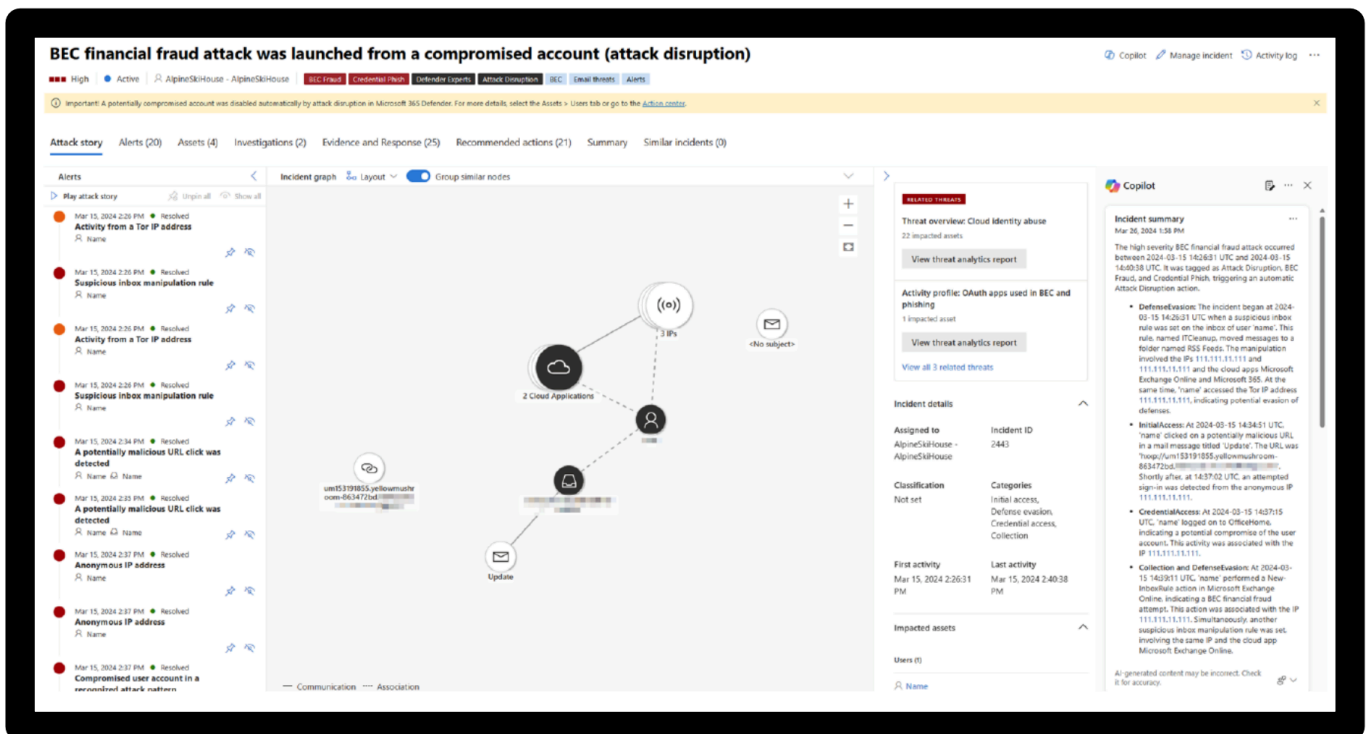 BEC financial fraud attack was launched from a compromised account (attack disruption)
Copilot Manage incident Activity log ...
High Active AlpineSkiHouse - AlpineSkiHouse BEC Fraud Credential Phish Defender Experts Attack Disruption BEC Email threats Alerts
Important! A potentially compromised account was disabled automatically by attack disruption in Microsoft 365 Defender. For more details, select the Assets > Users tab or go to the Action center.
Attack story Alerts (20) Assets (4) Investigations (2) Evidence and Response (25) Recommended actions (21) Summary Similar incidents (0)
Alerts
Play attack story Unpin all Show all
Mar 15, 2024 2:26 PM Resolved
Activity from a Tor IP address
Name
Mar 15, 2024 2:26 PM Resolved
Suspicious inbox manipulation rule
Name
Mar 15, 2024 2:26 PM Resolved
Activity from a Tor IP address
Name
Mar 15, 2024 2:26 PM Resolved
Suspicious inbox manipulation rule
Name
Mar 15, 2024 2:34 PM Resolved
A potentially malicious URL click was
detected
Name Name
Mar 15, 2024 2:35 PM Resolved
A potentially malicious URL click was
detected
Name Name
Mar 15, 2024 2:37 PM Resolved
Anonymous IP address
Name
Mar 15, 2024 2:37 PM Resolved
Anonymous IP address
Name
Mar 15, 2024 2:37 PM Resolved
Compromised user account in a
recognized attack pattern
Incident graph Layout Group similar nodes
3 IPs
<No subject>
2 Cloud Applications
um153191855.yellowmushr
oom-863472bd.
Update
Communication Association
RELATED THREATS
Threat overview: Cloud identity abuse
22 impacted assets
View threat analytics report
Activity profile: OAuth apps used in BEC and
phishing
1 impacted asset
View threat analytics report
View all 3 related threats
Incident details
Assigned to Incident ID
AlpineSkiHouse - 2443
AlpineSkiHouse
Classification Categories
Not set Initial access,
Defense evasion,
Credential access,
Collection
First activity Last activity
Mar 15, 2024 2:26:31 Mar 15, 2024 2:40:38
PM PM
Impacted assets
Users (1)
Name
Copilot
Incident summary
Mar 26, 2024 1:38 PM
The high severity BEC financial fraud attack occurred
between 2024-03-15 14:26:31 UTC and 2024-03-15
14:40:38 UTC. It was tagged as Attack Disruption, BEC
Fraud, and Credential Phish, triggering an automatic
Attack Disruption action.
• DefenseEvasion: The incident began at 2024-
03-15 14:26:31 UTC when a suspicious inbox
rule was set on the inbox of user 'name'. This
rule, named ITCleanup, moved messages to a
folder named RSS Feeds. The manipulation
involved the IPs 111.111.11.111 and
111.111.11.111 and the cloud apps Microsoft
Exchange Online and Microsoft 365. At the
same time, 'name' accessed the Tor IP address
111.111.11.111, indicating potential evasion of
defenses.
• InitialAccess: At 2024-03-15 14:34:51 UTC,
'name' clicked on a potentially malicious URL
in a mail message titled 'Update'. The URL was
um153191855.yellowmushroom-
863472bd.
Shortly after, at 14:37:02 UTC, an attempted
sign-in was detected from the anonymous IP
111.111.11.111.
• CredentialAccess: At 2024-03-15 14:37:15
UTC, 'name' logged on to OfficeHome,
indicating a potential compromise of the user
account. This activity was associated with the
IP 111.111.11.111.
• Collection and DefenseEvasion: At 2024-03-
15 14:39:11 UTC, 'name' performed a New-
InboxRule action in Microsoft Exchange
Online, indicating a BEC financial fraud
attempt. This action was associated with the IP
111.111.11.111. Simultaneously, another
suspicious inbox manipulation rule was set,
involving the same IP and the cloud app
Microsoft Exchange Online.
AI-generated content may be incorrect. Check
it for accuracy.